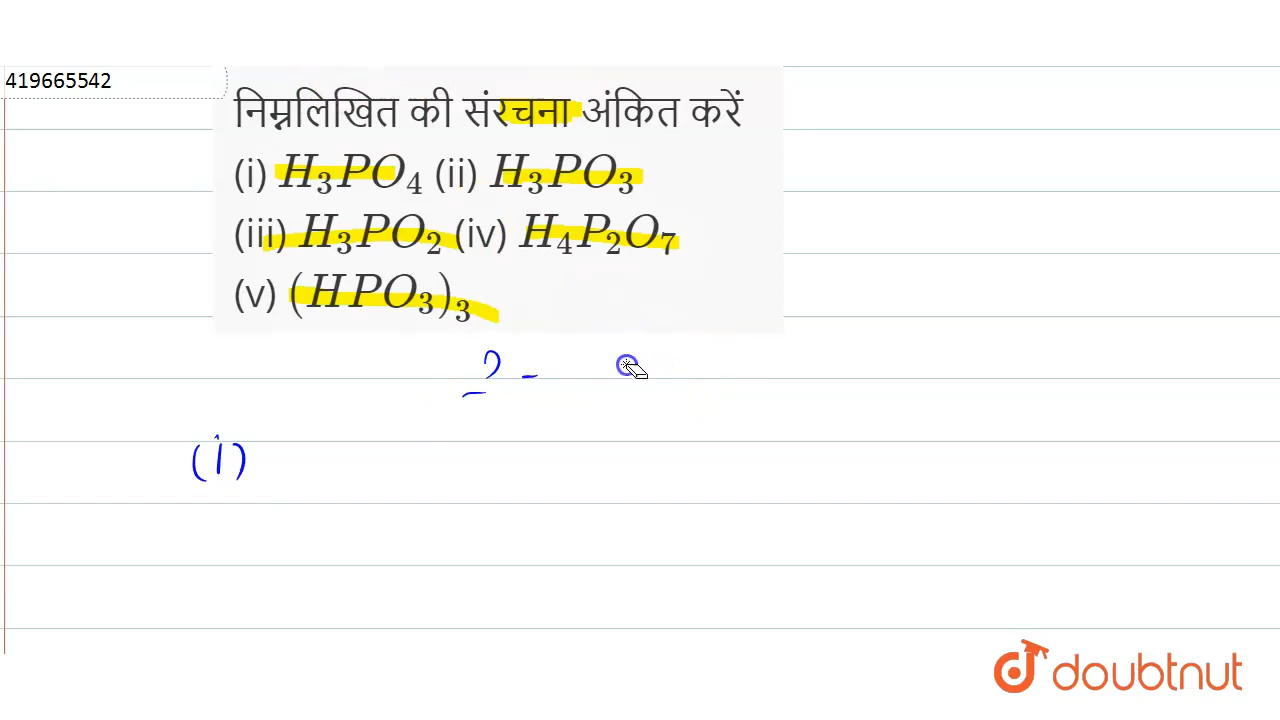 419665542
निम्नलिखित की संरचना अंकित करें
(i) H₃PO₄ (ii) H₃PO₃
(iii) H₃PO₂ (iv) H₄P₂O₇
(v) (HPO₃)₃
2 -
(i)
doubtnut